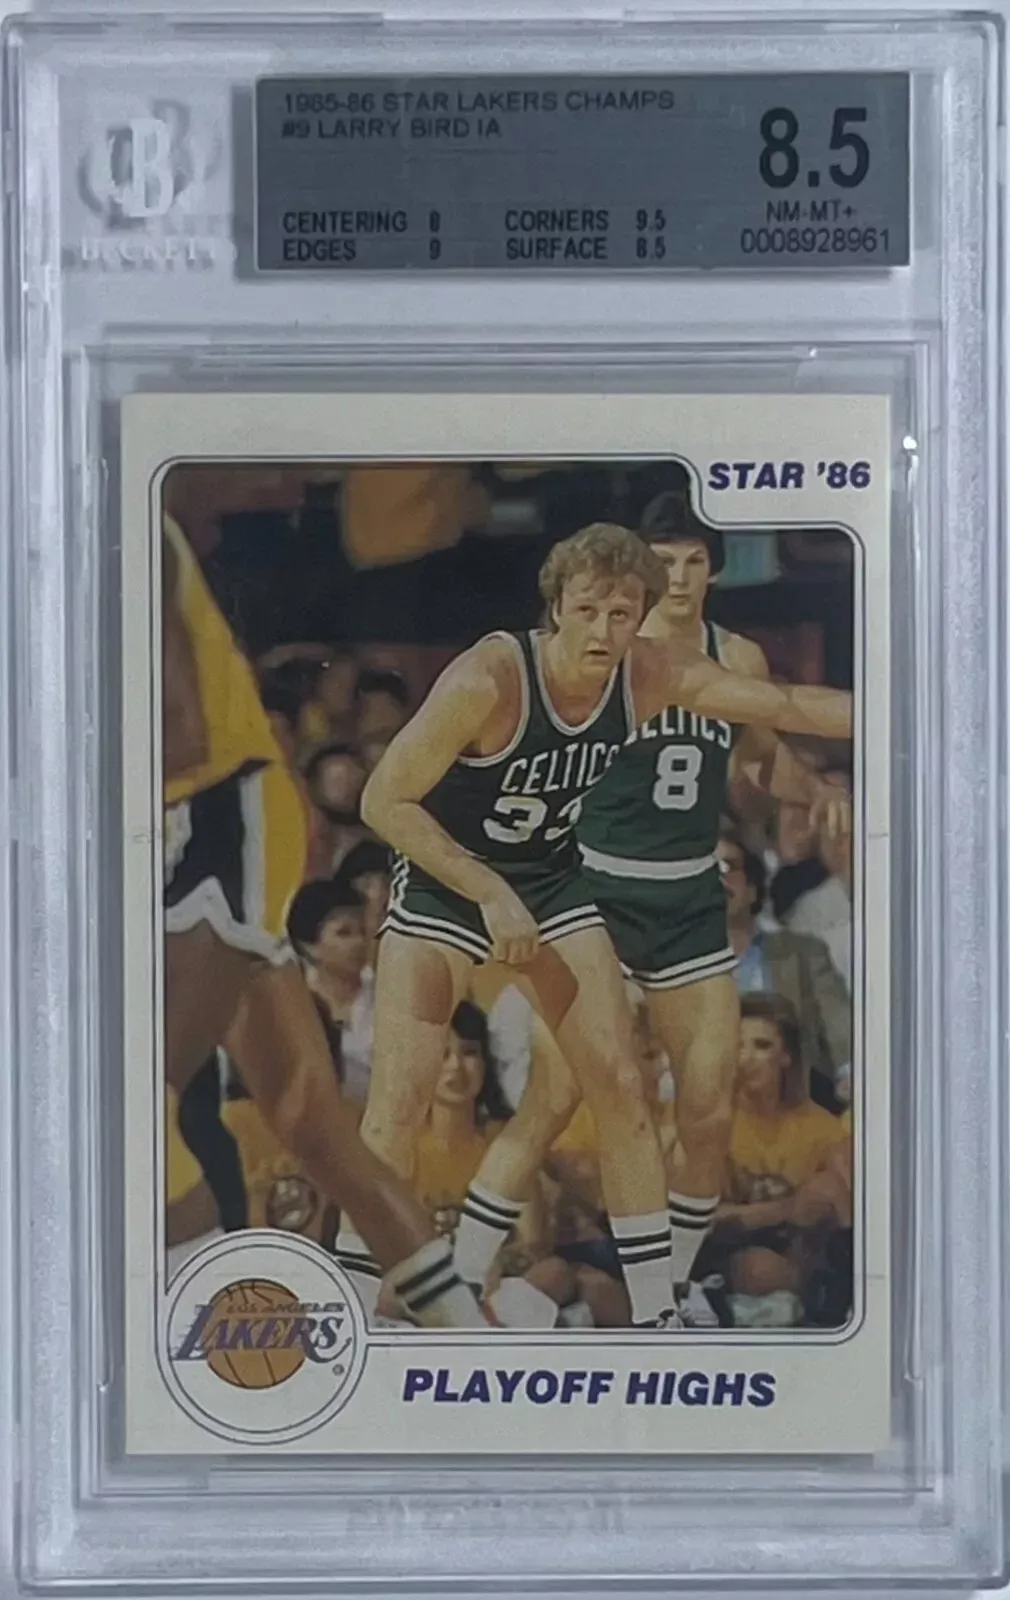 1985-86 STAR LAKERS CHAMPS
#9 LARRY BIRD IA
8.5
CENTERING 8 CORNERS 9.5
NM-MT+
EDGES 9 SURFACE 8.5
0008928961
B
BECKETT
STAR '86
CELTICS
33
CELTICS
8
LOS ANGELES
LAKERS
®
PLAYOFF HIGHS